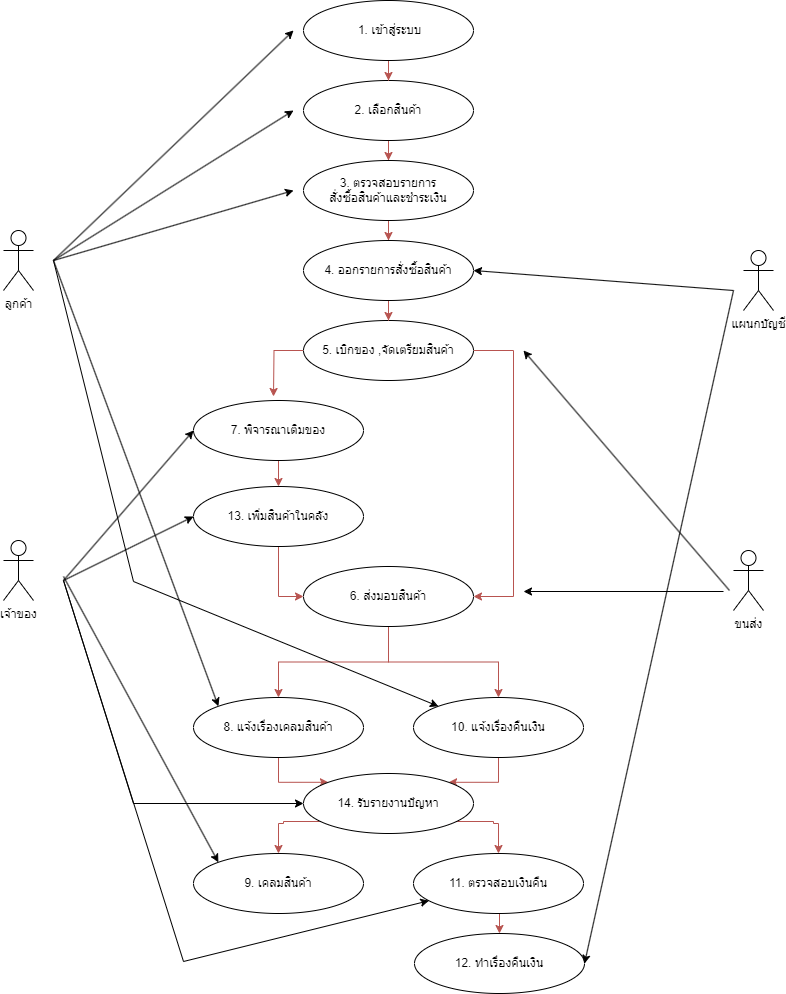 1. เข้าสู่ระบบ
2. เลือกสินค้า
3. ตรวจสอบรายการ
สั่งซื้อสินค้าและชำระเงิน
ลูกค้า
4. ออกรายการสั่งซื้อสินค้า
แผนกบัญชี
5. เบิกของ ,จัดเตรียมสินค้า
7. พิจารณาเติมของ
13. เพิ่มสินค้าในคลัง
เจ้าของ
6. ส่งมอบสินค้า
ขนส่ง
8. แจ้งเรื่องเคลมสินค้า
10. แจ้งเรื่องคืนเงิน
14. รับรายงานปัญหา
9. เคลมสินค้า
11. ตรวจสอบเงินคืน
12. ทำเรื่องคืนเงิน